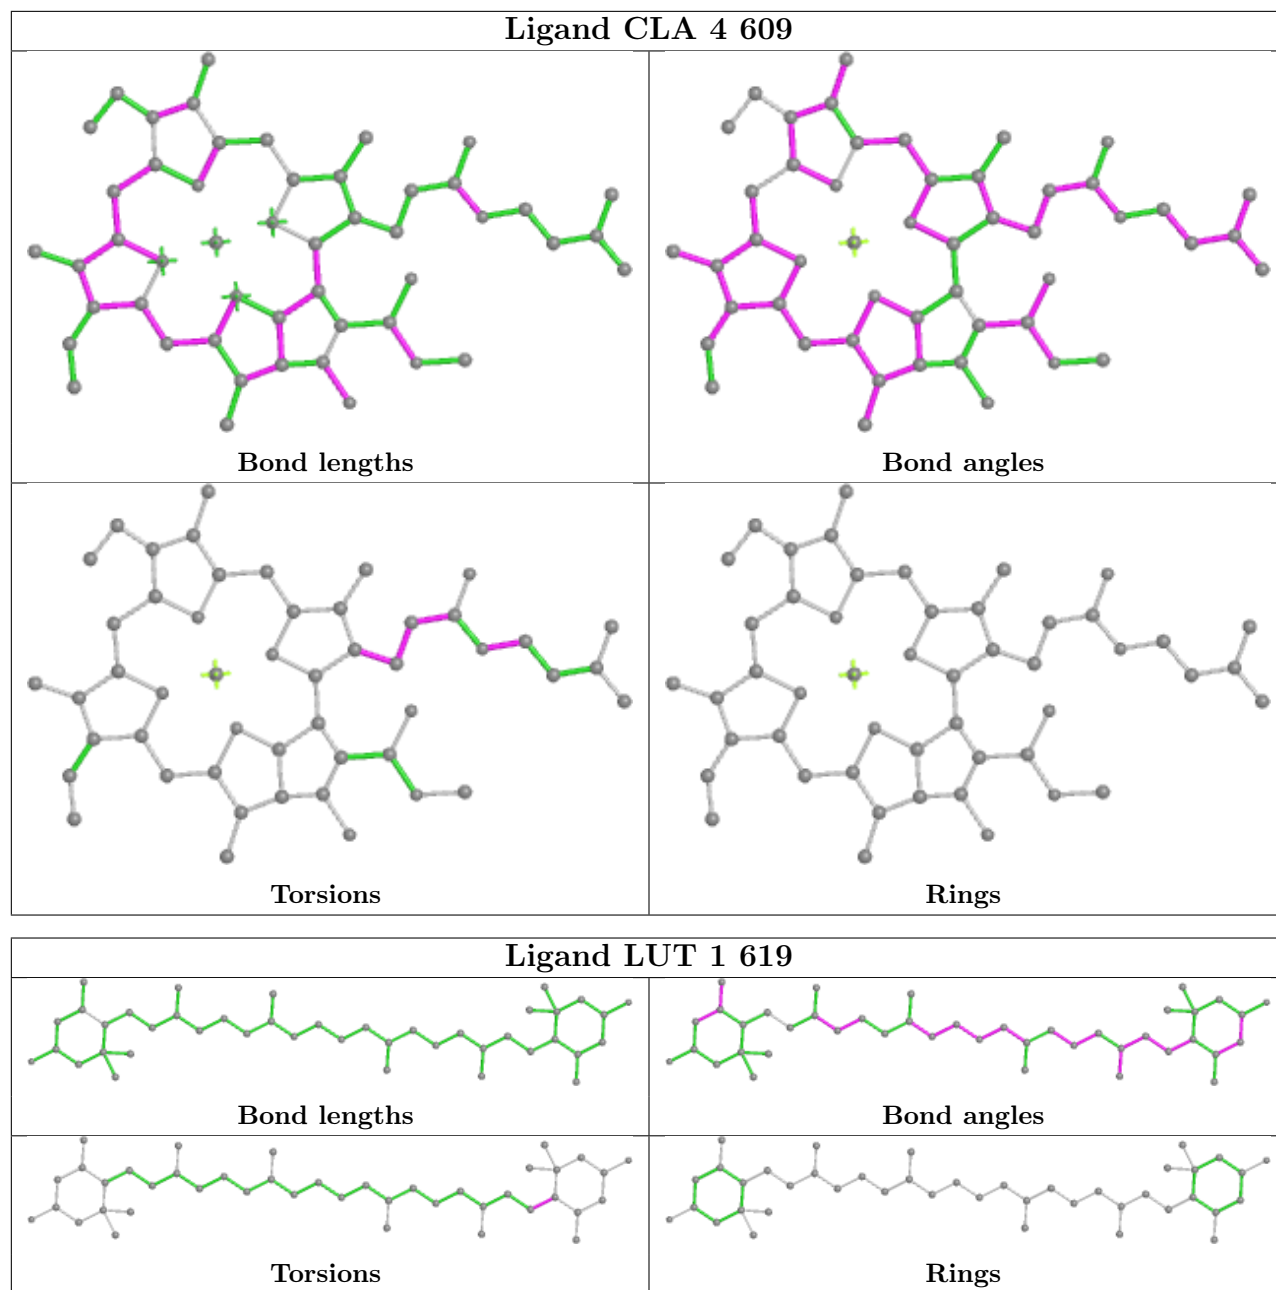 Ligand CLA 4 609
Bond lengths
Bond angles
Torsions
Rings
Ligand LUT 1 619
Bond lengths
Bond angles
Torsions
Rings